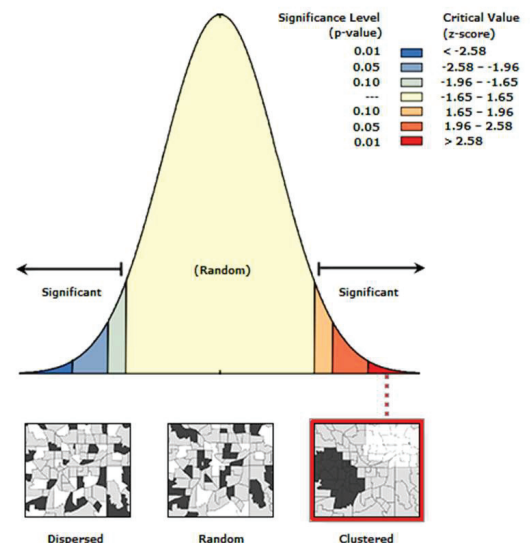 Significance Level Critical Value
(p-value) (z-score)
0.01 < -2.58
0.05 -2.58 – -1.96
0.10 -1.96 – -1.65
--- -1.65 – 1.65
0.10 1.65 – 1.96
0.05 1.96 – 2.58
0.01 > 2.58
(Random)
Significant Significant
Dispersed Random Clustered